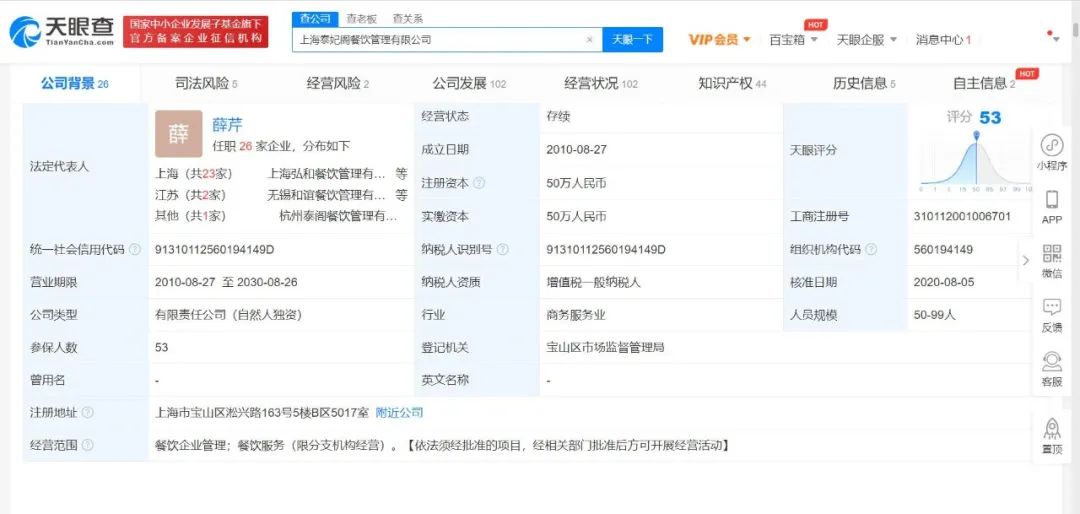 天眼查
TianYanCha.com
国家中小企业发展子基金旗下
官方备案企业征信机构
查公司 查老板 查关系
上海泰妃阁餐饮管理有限公司 × 天眼一下
VIP会员 百宝箱 HOT 天眼企服 消息中心 1
公司背景 26 司法风险 5 经营风险 2 公司发展 102 经营状况 102 知识产权 44 历史信息 5 自主信息 2 HOT
法定代表人
薛
薛芹
任职 26 家企业，分布如下
上海（共23家） 上海弘和餐饮管理有... 等
江苏（共2家） 无锡和谊餐饮管理有... 等
其他（共1家） 杭州泰阁餐饮管理有...
经营状态 存续
成立日期 2010-08-27
注册资本 50万人民币
实缴资本 50万人民币
天眼评分
评分 53
0 1 3 15 50 85 97 99 10
工商注册号 310112001006701
统一社会信用代码 91310112560194149D 纳税人识别号 91310112560194149D 组织机构代码 560194149
营业期限 2010-08-27 至 2030-08-26 纳税人资质 增值税一般纳税人 核准日期 2020-08-05
公司类型 有限责任公司（自然人独资） 行业 商务服务业 人员规模 50-99人
参保人数 53 登记机关 宝山区市场监督管理局
曾用名 - 英文名称 -
注册地址 上海市宝山区淞兴路163号5楼B区5017室 附近公司
经营范围 餐饮企业管理；餐饮服务（限分支机构经营）。【依法须经批准的项目，经相关部门批准后方可开展经营活动】
小程序
APP
微信
反馈
客服
置顶